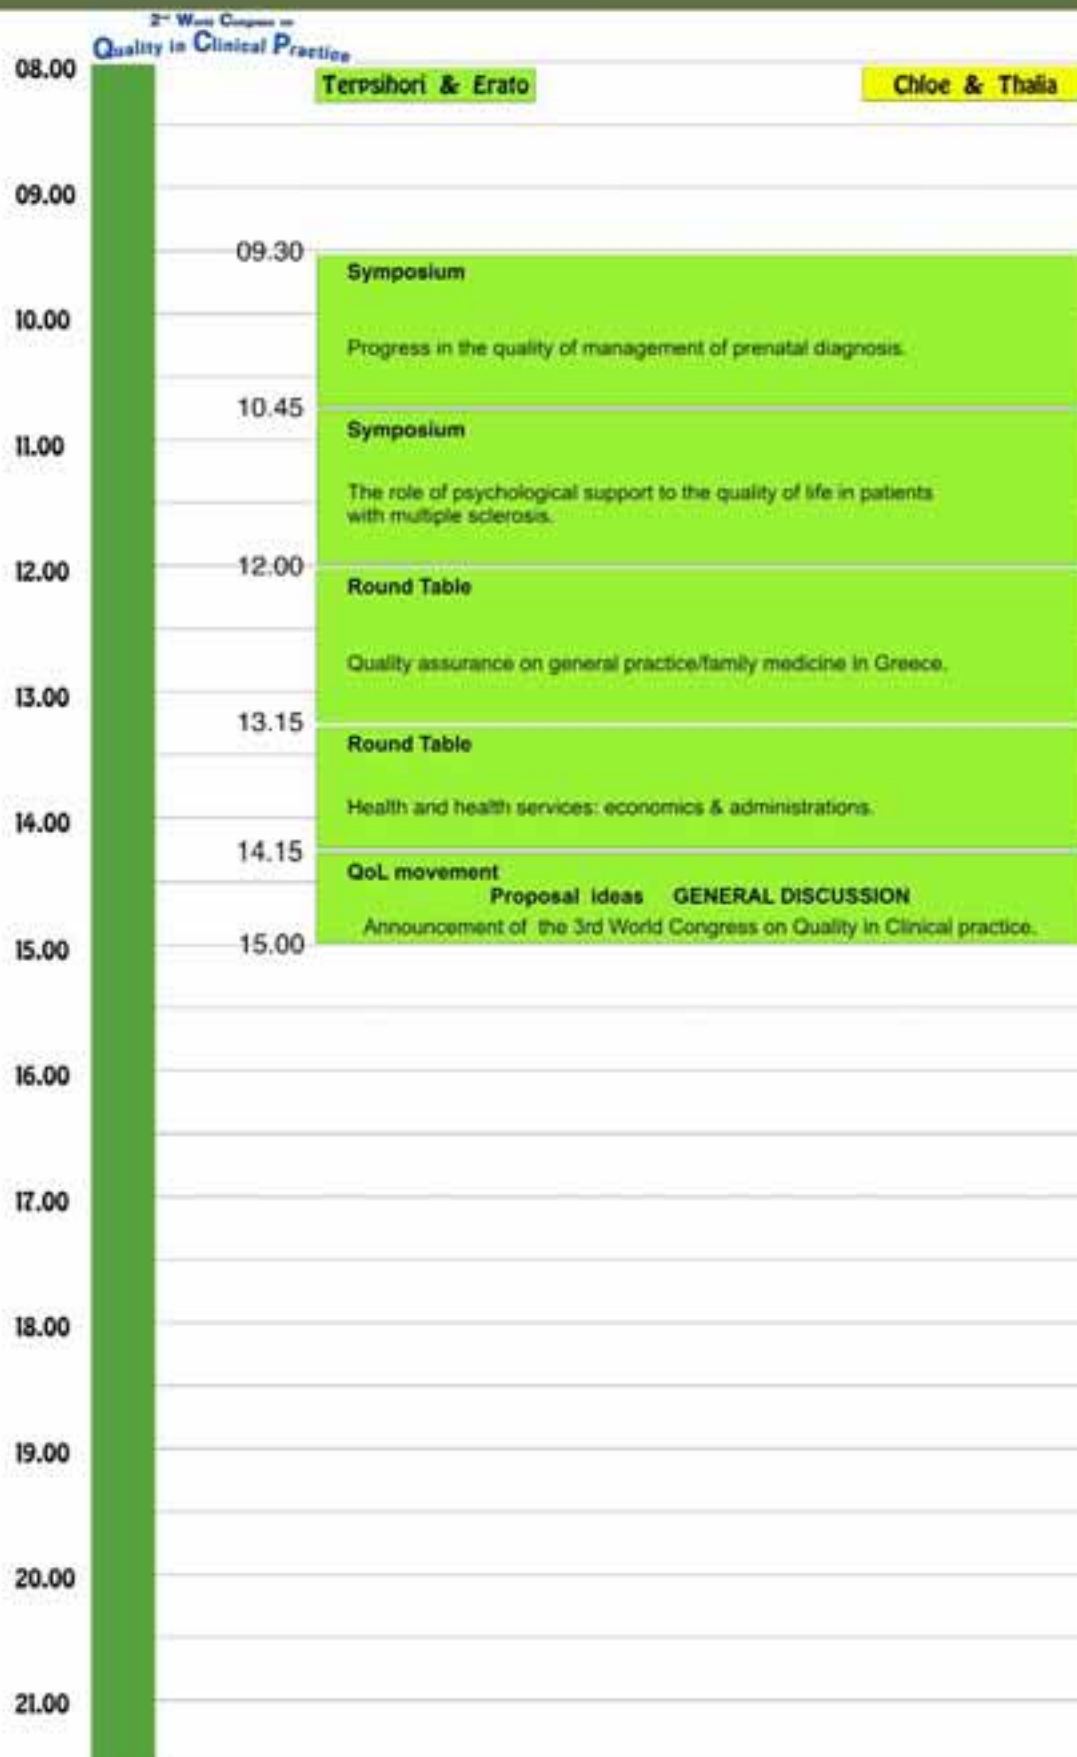 2nd World Congress on
Quality in Clinical Practice
08.00
Terpsihori & Erato
Chloe & Thalia
09.00
09.30
Symposium
10.00
Progress in the quality of management of prenatal diagnosis.
10.45
Symposium
11.00
The role of psychological support to the quality of life in patients
with multiple sclerosis.
12.00
12.00
Round Table
Quality assurance on general practice/family medicine in Greece.
13.00
13.15
Round Table
Health and health services: economics & administrations.
14.00
14.15
QoL movement
Proposal ideas GENERAL DISCUSSION
Announcement of the 3rd World Congress on Quality in Clinical practice.
15.00
15.00
16.00
17.00
18.00
19.00
20.00
21.00